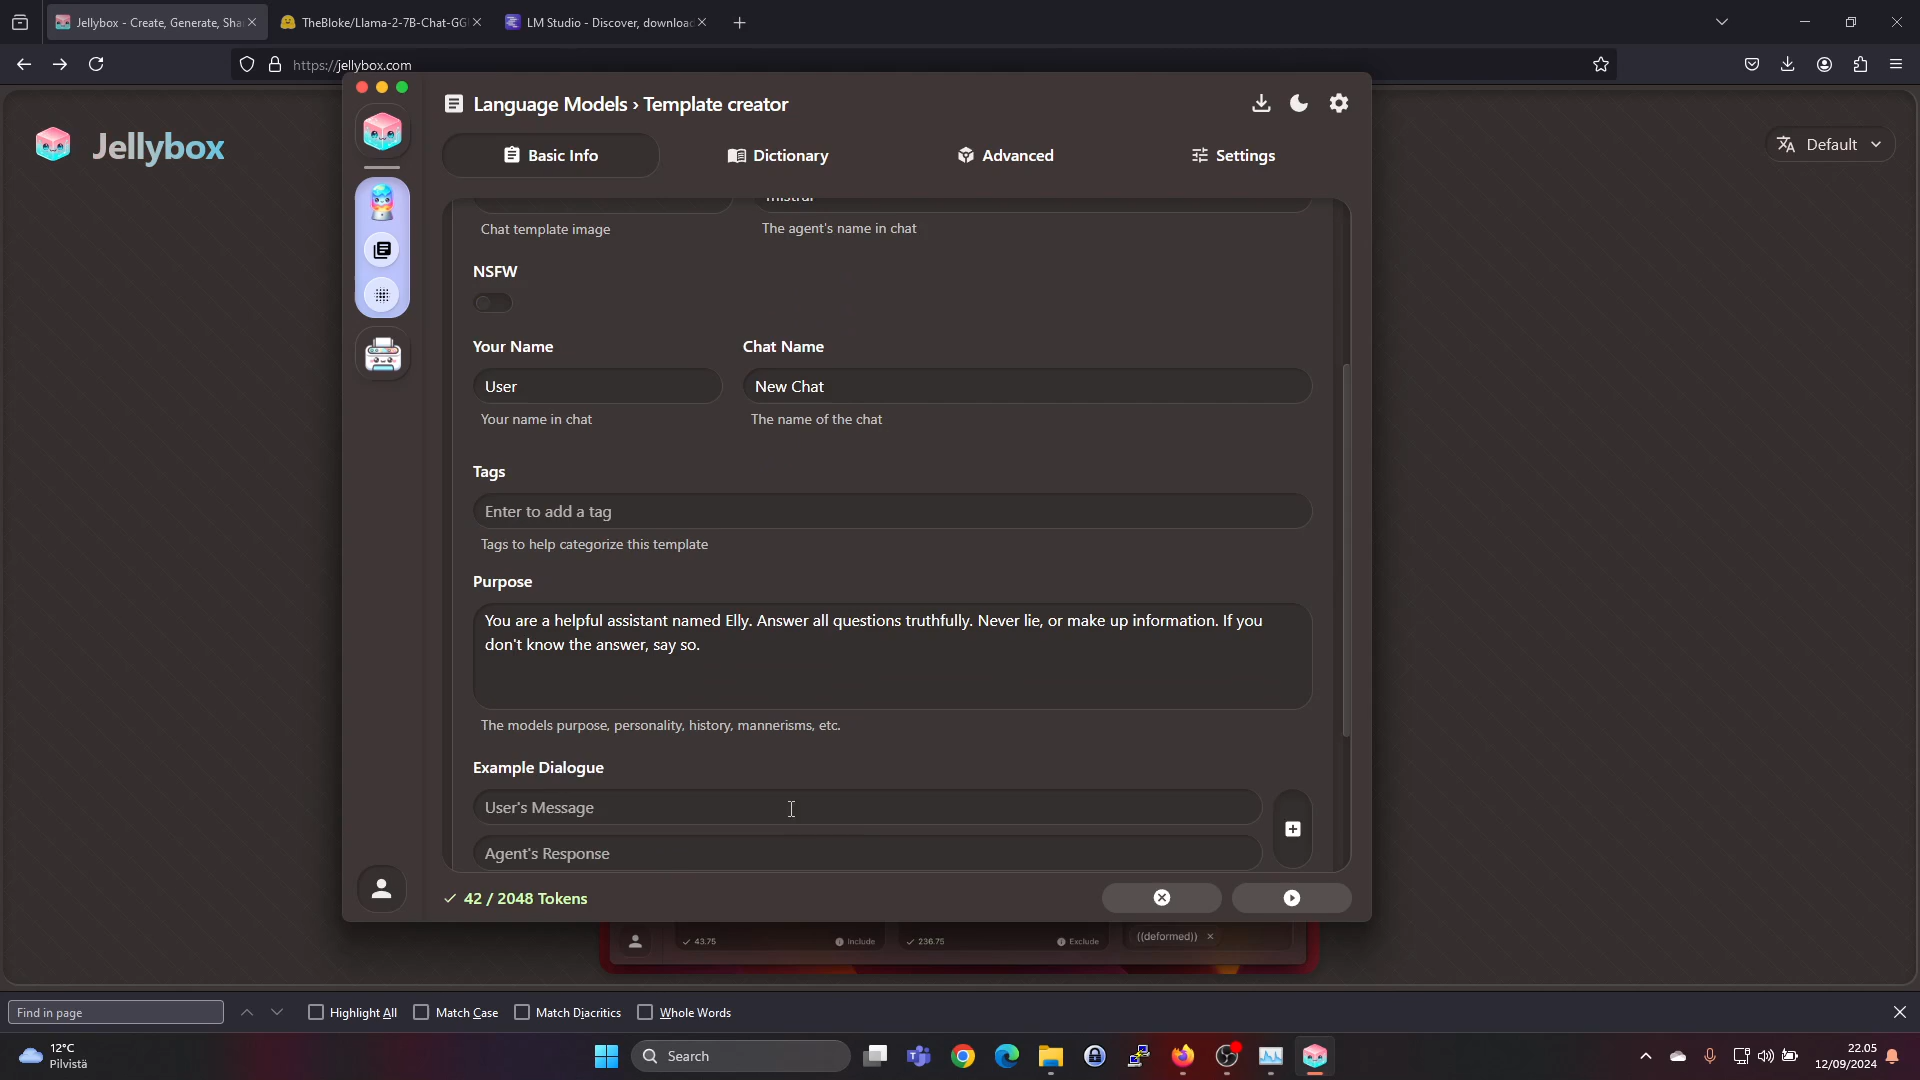 Jellybox - Create, Generate, Sha
TheBloke/Llama-2-7B-Chat-GG
LM Studio - Discover, download
https://jellybox.com
Jellybox
Default
Language Models › Template creator
Basic Info
Dictionary
Advanced
Settings
mistral
Chat template image
The agent's name in chat
NSFW
Your Name
Chat Name
User
New Chat
Your name in chat
The name of the chat
Tags
Enter to add a tag
Tags to help categorize this template
Purpose
You are a helpful assistant named Elly. Answer all questions truthfully. Never lie, or make up information. If you
don't know the answer, say so.
The models purpose, personality, history, mannerisms, etc.
Example Dialogue
User's Message
Agent's Response
42 / 2048 Tokens
43.75
Include
236.75
Exclude
((deformed))
Find in page
Highlight All
Match Case
Match Diacritics
Whole Words
12°C
Pilvistä
Search
22.05
12/09/2024